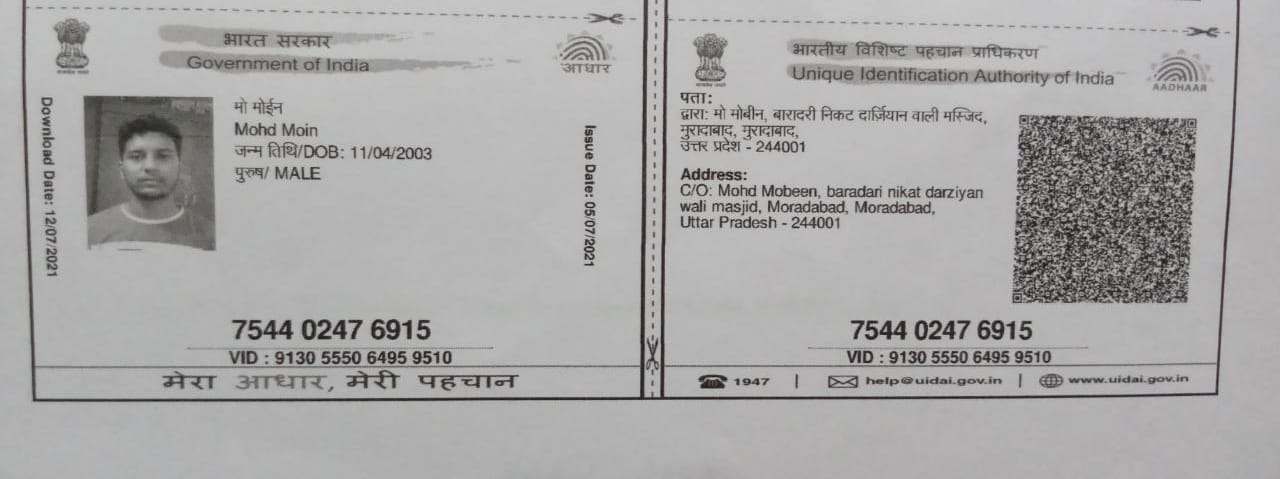 भारत सरकार
Government of India
आधार
Download Date: 12/07/2021
मो मोईन
Mohd Moin
जन्म तिथि/DOB: 11/04/2003
पुरुष/ MALE
Issue Date: 05/07/2021
7544 0247 6915
VID : 9130 5550 6495 9510
मेरा आधार, मेरी पहचान
भारतीय विशिष्ट पहचान प्राधिकरण
Unique Identification Authority of India
AADHAAR
पता:
द्वारा: मो मोबीन, बारादरी निकट दार्जियान वाली मस्जिद,
मुरादाबाद, मुरादाबाद,
उत्तर प्रदेश - 244001
Address:
C/O: Mohd Mobeen, baradari nikat darziyan
wali masjid, Moradabad, Moradabad,
Uttar Pradesh - 244001
7544 0247 6915
VID : 9130 5550 6495 9510
1947 | help@uidai.gov.in | www.uidai.gov.in